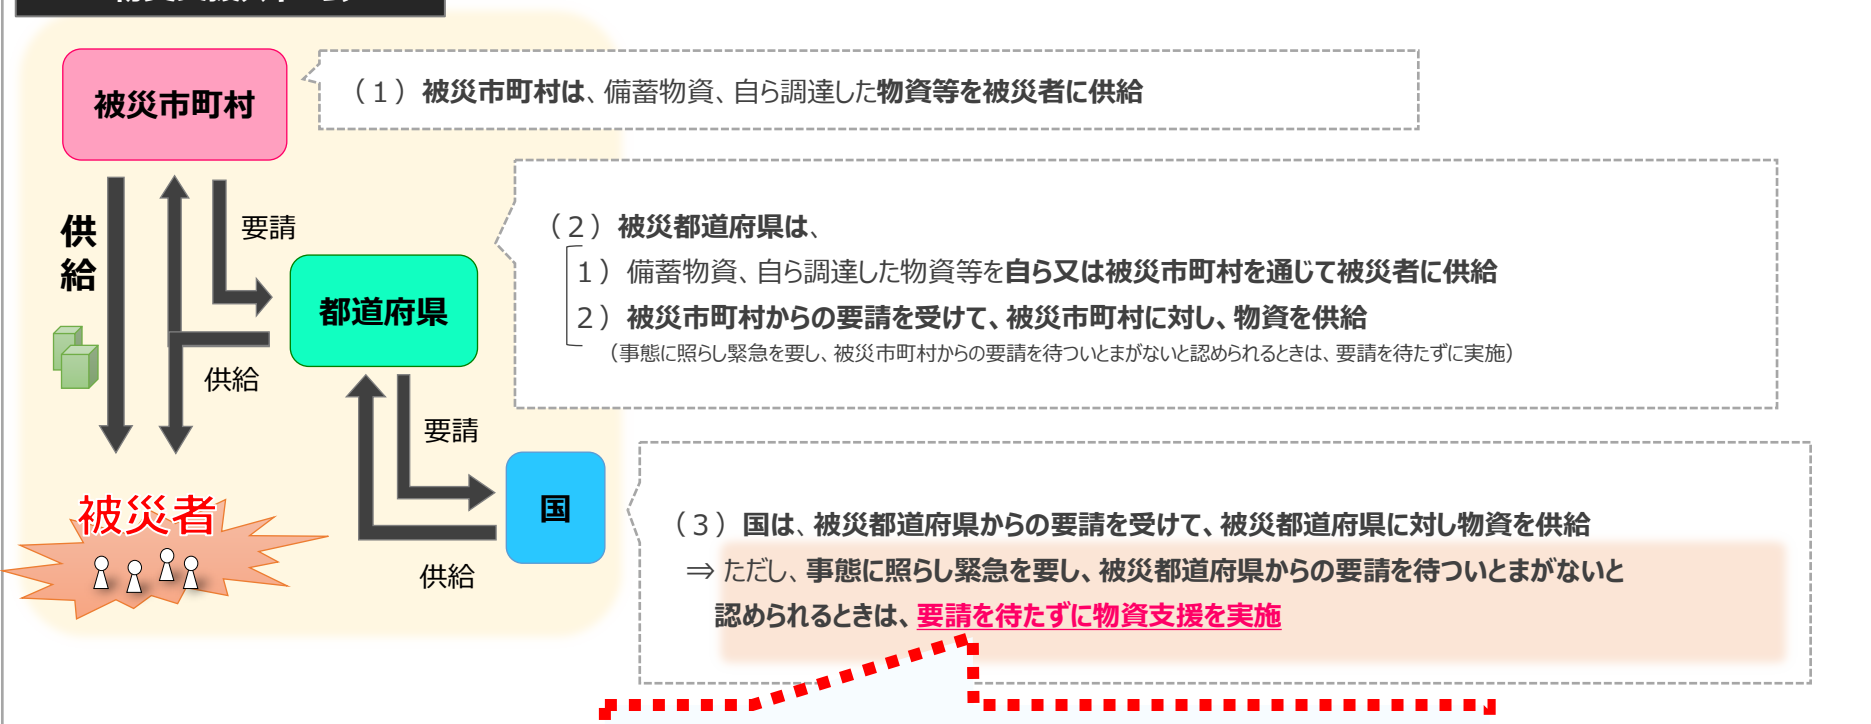 被災市町村
（１）被災市町村は、備蓄物資、自ら調達した物資等を被災者に供給
供給
要請
（２）被災都道府県は、
１）備蓄物資、自ら調達した物資等を自ら又は被災市町村を通じて被災者に供給
都道府県
２）被災市町村からの要請を受けて、被災市町村に対し、物資を供給
（事態に照らし緊急を要し、被災市町村からの要請を待ついとまがないと認められるときは、要請を待たずに実施）
供給
要請
国
被災者
（３）国は、被災都道府県からの要請を受けて、被災都道府県に対し物資を供給
⇒ ただし、事態に照らし緊急を要し、被災都道府県からの要請を待ついとまがないと
認められるときは、要請を待たずに物資支援を実施
供給